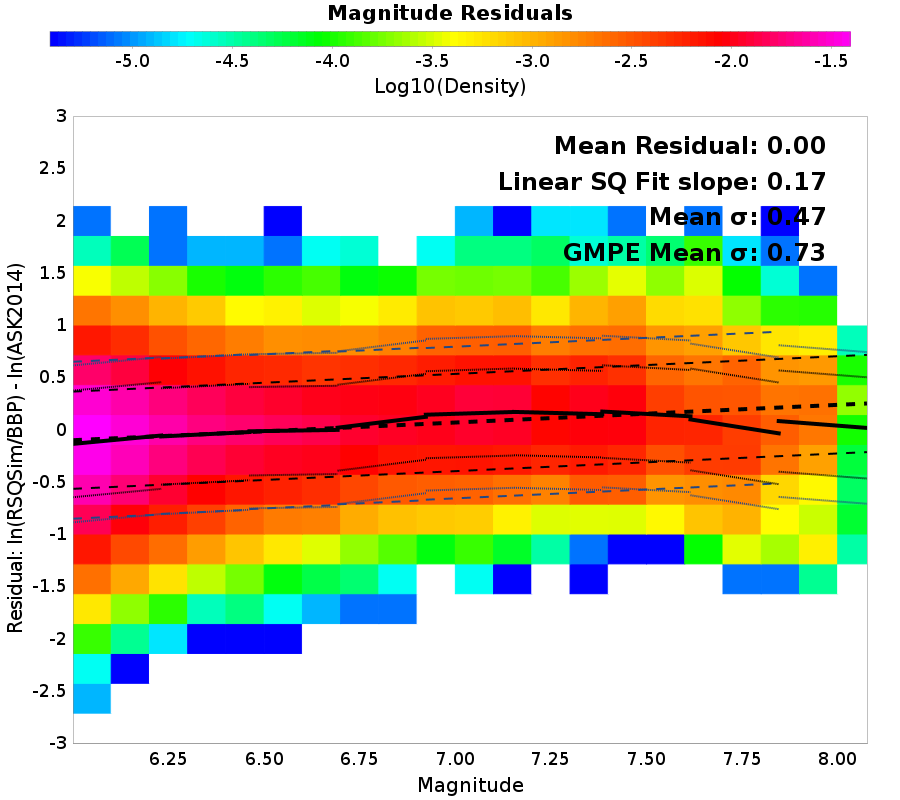 Magnitude Residuals
-5.0 -4.5 -4.0 -3.5 -3.0 -2.5 -2.0 -1.5
Log10(Density)
Mean Residual: 0.00
Linear SQ Fit slope: 0.17
Mean σ: 0.47
GMPE Mean σ: 0.73
3
2.5
2
1.5
1
0.5
0
-0.5
-1
-1.5
-2
-2.5
-3
Residual: ln(RSQSim/BBP) - ln(ASK2014)
6.25 6.50 6.75 7.00 7.25 7.50 7.75 8.00
Magnitude